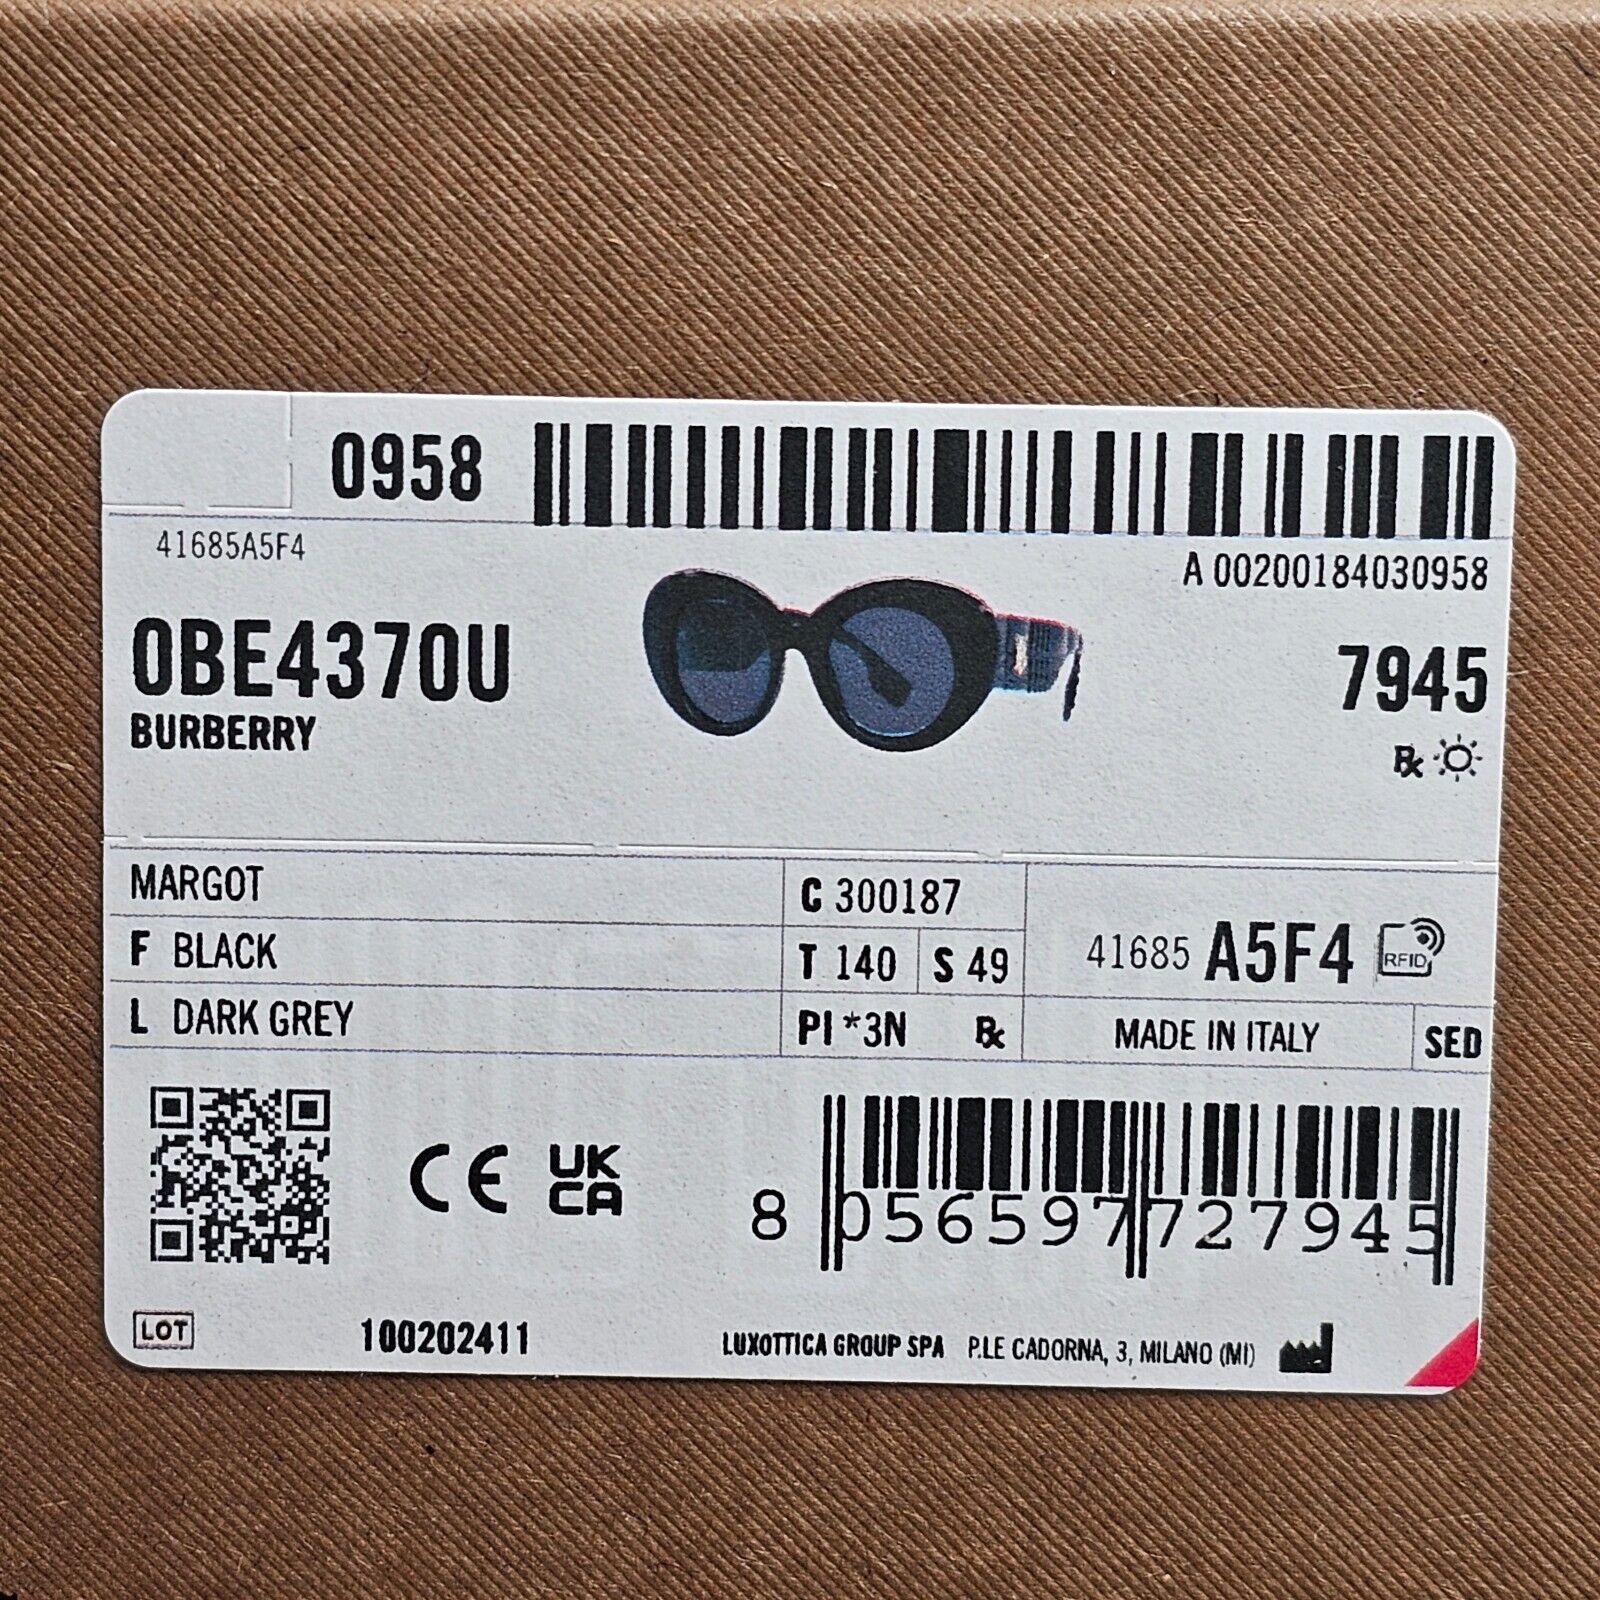 0958
41685A5F4
A 00200184030958
0BE4370U
7945
BURBERRY
Rx
MARGOT
C 300187
F BLACK
T 140 S 49
41685 A5F4 RFID
L DARK GREY
PI *3N Rx
MADE IN ITALY SED
CE UK CA
8 056597 727945
LOT 100202411
LUXOTTICA GROUP SPA P.LE CADORNA, 3, MILANO (MI)